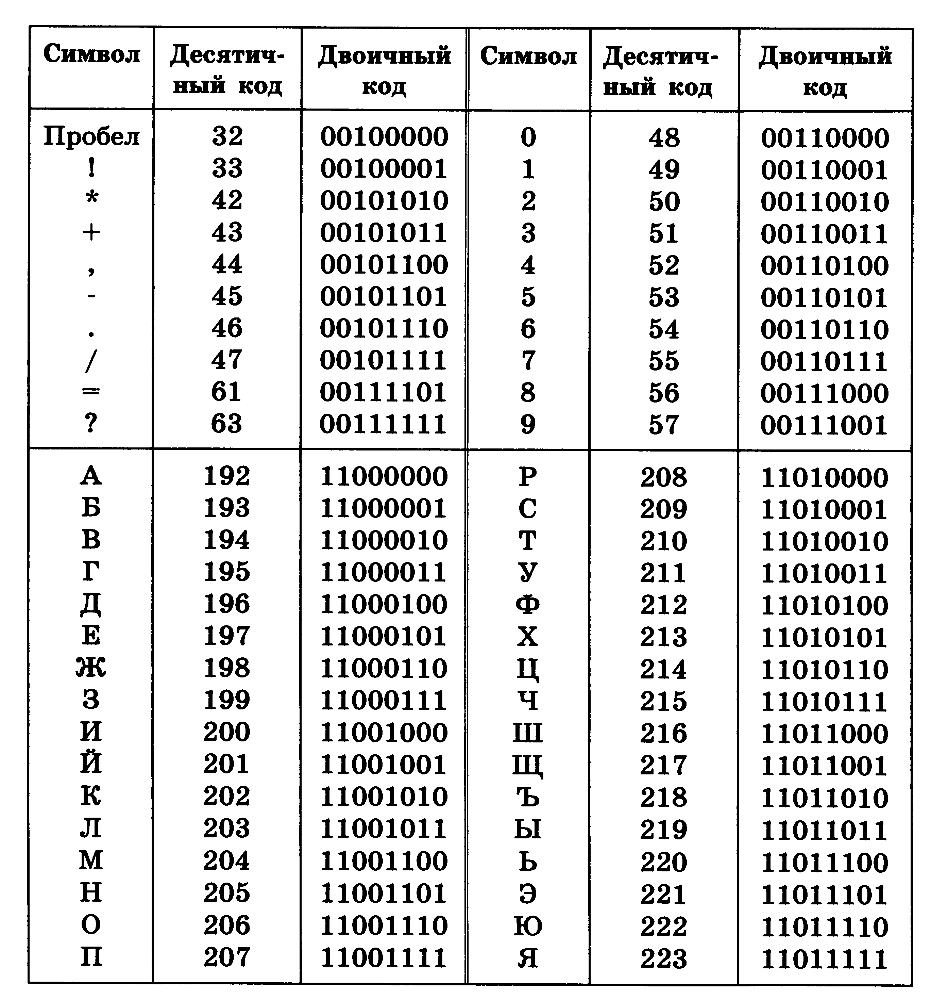 Символ Десятич- Двоичный Символ Десятич- Двоичный
ный код код ный код код
Пробел 32 00100000 0 48 00110000
! 33 00100001 1 49 00110001
* 42 00101010 2 50 00110010
+ 43 00101011 3 51 00110011
, 44 00101100 4 52 00110100
- 45 00101101 5 53 00110101
. 46 00101110 6 54 00110110
/ 47 00101111 7 55 00110111
= 61 00111101 8 56 00111000
? 63 00111111 9 57 00111001
А 192 11000000 Р 208 11010000
Б 193 11000001 С 209 11010001
В 194 11000010 Т 210 11010010
Г 195 11000011 У 211 11010011
Д 196 11000100 Ф 212 11010100
Е 197 11000101 Х 213 11010101
Ж 198 11000110 Ц 214 11010110
З 199 11000111 Ч 215 11010111
И 200 11001000 Ш 216 11011000
Й 201 11001001 Щ 217 11011001
К 202 11001010 Ъ 218 11011010
Л 203 11001011 Ы 219 11011011
М 204 11001100 Ь 220 11011100
Н 205 11001101 Э 221 11011101
О 206 11001110 Ю 222 11011110
П 207 11001111 Я 223 11011111